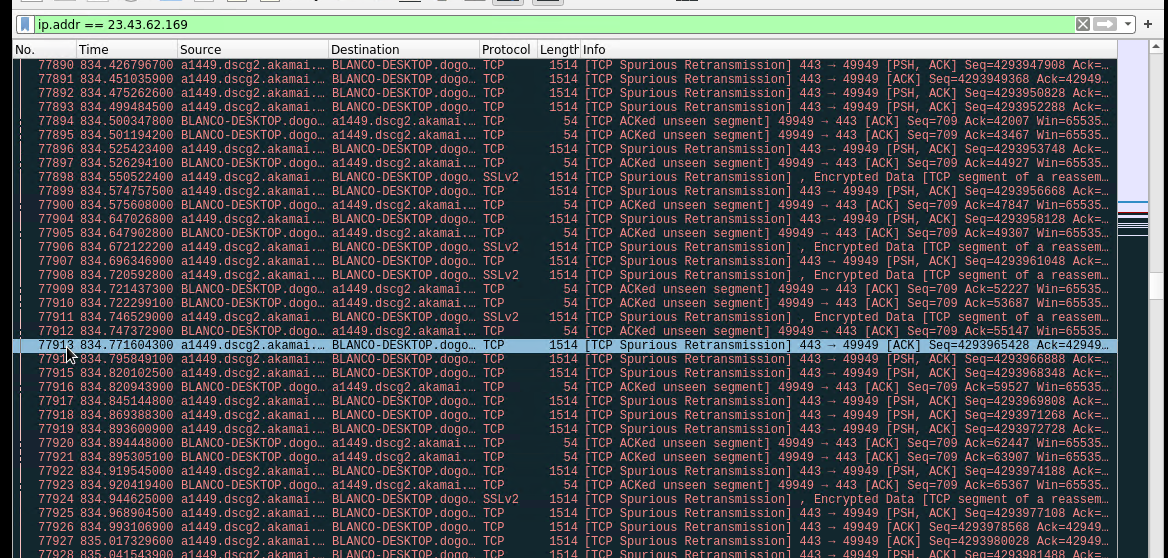 ip.addr == 23.43.62.169
No. Time Source Destination Protocol Length Info
77890 834.426796700 a1449.dscg2.akamai.… BLANCO-DESKTOP.dogo… TCP 1514 [TCP Spurious Retransmission] 443 → 49949 [PSH, ACK] Seq=4293947908 Ack=…
77891 834.451035900 a1449.dscg2.akamai.… BLANCO-DESKTOP.dogo… TCP 1514 [TCP Spurious Retransmission] 443 → 49949 [ACK] Seq=4293949368 Ack=42949…
77892 834.475262600 a1449.dscg2.akamai.… BLANCO-DESKTOP.dogo… TCP 1514 [TCP Spurious Retransmission] 443 → 49949 [PSH, ACK] Seq=4293950828 Ack=…
77893 834.499484500 a1449.dscg2.akamai.… BLANCO-DESKTOP.dogo… TCP 1514 [TCP Spurious Retransmission] 443 → 49949 [PSH, ACK] Seq=4293952288 Ack=…
77894 834.500347800 BLANCO-DESKTOP.dogo… a1449.dscg2.akamai.… TCP 54 [TCP ACKed unseen segment] 49949 → 443 [ACK] Seq=709 Ack=42007 Win=65535…
77895 834.501194200 BLANCO-DESKTOP.dogo… a1449.dscg2.akamai.… TCP 54 [TCP ACKed unseen segment] 49949 → 443 [ACK] Seq=709 Ack=43467 Win=65535…
77896 834.525423400 a1449.dscg2.akamai.… BLANCO-DESKTOP.dogo… TCP 1514 [TCP Spurious Retransmission] 443 → 49949 [PSH, ACK] Seq=4293953748 Ack=…
77897 834.526294100 BLANCO-DESKTOP.dogo… a1449.dscg2.akamai.… TCP 54 [TCP ACKed unseen segment] 49949 → 443 [ACK] Seq=709 Ack=44927 Win=65535…
77898 834.550522400 a1449.dscg2.akamai.… BLANCO-DESKTOP.dogo… SSLv2 1514 [TCP Spurious Retransmission] , Encrypted Data [TCP segment of a reassem…
77899 834.574757500 a1449.dscg2.akamai.… BLANCO-DESKTOP.dogo… TCP 1514 [TCP Spurious Retransmission] 443 → 49949 [PSH, ACK] Seq=4293956668 Ack=…
77900 834.575608000 BLANCO-DESKTOP.dogo… a1449.dscg2.akamai.… TCP 54 [TCP ACKed unseen segment] 49949 → 443 [ACK] Seq=709 Ack=47847 Win=65535…
77904 834.647026800 a1449.dscg2.akamai.… BLANCO-DESKTOP.dogo… TCP 1514 [TCP Spurious Retransmission] 443 → 49949 [PSH, ACK] Seq=4293958128 Ack=…
77905 834.647902800 BLANCO-DESKTOP.dogo… a1449.dscg2.akamai.… TCP 54 [TCP ACKed unseen segment] 49949 → 443 [ACK] Seq=709 Ack=49307 Win=65535…
77906 834.672122200 a1449.dscg2.akamai.… BLANCO-DESKTOP.dogo… SSLv2 1514 [TCP Spurious Retransmission] , Encrypted Data [TCP segment of a reassem…
77907 834.696346900 a1449.dscg2.akamai.… BLANCO-DESKTOP.dogo… TCP 1514 [TCP Spurious Retransmission] 443 → 49949 [PSH, ACK] Seq=4293961048 Ack=…
77908 834.720592800 a1449.dscg2.akamai.… BLANCO-DESKTOP.dogo… SSLv2 1514 [TCP Spurious Retransmission] , Encrypted Data [TCP segment of a reassem…
77909 834.721437300 BLANCO-DESKTOP.dogo… a1449.dscg2.akamai.… TCP 54 [TCP ACKed unseen segment] 49949 → 443 [ACK] Seq=709 Ack=52227 Win=65535…
77910 834.722299100 BLANCO-DESKTOP.dogo… a1449.dscg2.akamai.… TCP 54 [TCP ACKed unseen segment] 49949 → 443 [ACK] Seq=709 Ack=53687 Win=65535…
77911 834.746529000 a1449.dscg2.akamai.… BLANCO-DESKTOP.dogo… SSLv2 1514 [TCP Spurious Retransmission] , Encrypted Data [TCP segment of a reassem…
77912 834.747372900 BLANCO-DESKTOP.dogo… a1449.dscg2.akamai.… TCP 54 [TCP ACKed unseen segment] 49949 → 443 [ACK] Seq=709 Ack=55147 Win=65535…
77913 834.771604300 a1449.dscg2.akamai.… BLANCO-DESKTOP.dogo… TCP 1514 [TCP Spurious Retransmission] 443 → 49949 [ACK] Seq=4293965428 Ack=42949…
77914 834.795849100 a1449.dscg2.akamai.… BLANCO-DESKTOP.dogo… TCP 1514 [TCP Spurious Retransmission] 443 → 49949 [PSH, ACK] Seq=4293966888 Ack=…
77915 834.820102500 a1449.dscg2.akamai.… BLANCO-DESKTOP.dogo… TCP 1514 [TCP Spurious Retransmission] 443 → 49949 [PSH, ACK] Seq=4293968348 Ack=…
77916 834.820943900 BLANCO-DESKTOP.dogo… a1449.dscg2.akamai.… TCP 54 [TCP ACKed unseen segment] 49949 → 443 [ACK] Seq=709 Ack=59527 Win=65535…
77917 834.845144800 a1449.dscg2.akamai.… BLANCO-DESKTOP.dogo… TCP 1514 [TCP Spurious Retransmission] 443 → 49949 [PSH, ACK] Seq=4293969808 Ack=…
77918 834.869388300 a1449.dscg2.akamai.… BLANCO-DESKTOP.dogo… TCP 1514 [TCP Spurious Retransmission] 443 → 49949 [PSH, ACK] Seq=4293971268 Ack=…
77919 834.893600900 a1449.dscg2.akamai.… BLANCO-DESKTOP.dogo… TCP 1514 [TCP Spurious Retransmission] 443 → 49949 [PSH, ACK] Seq=4293972728 Ack=…
77920 834.894448000 BLANCO-DESKTOP.dogo… a1449.dscg2.akamai.… TCP 54 [TCP ACKed unseen segment] 49949 → 443 [ACK] Seq=709 Ack=62447 Win=65535…
77921 834.895305100 BLANCO-DESKTOP.dogo… a1449.dscg2.akamai.… TCP 54 [TCP ACKed unseen segment] 49949 → 443 [ACK] Seq=709 Ack=63907 Win=65535…
77922 834.919545000 a1449.dscg2.akamai.… BLANCO-DESKTOP.dogo… TCP 1514 [TCP Spurious Retransmission] 443 → 49949 [PSH, ACK] Seq=4293974188 Ack=…
77923 834.920419400 BLANCO-DESKTOP.dogo… a1449.dscg2.akamai.… TCP 54 [TCP ACKed unseen segment] 49949 → 443 [ACK] Seq=709 Ack=65367 Win=65535…
77924 834.944625000 a1449.dscg2.akamai.… BLANCO-DESKTOP.dogo… SSLv2 1514 [TCP Spurious Retransmission] , Encrypted Data [TCP segment of a reassem…
77925 834.968904500 a1449.dscg2.akamai.… BLANCO-DESKTOP.dogo… TCP 1514 [TCP Spurious Retransmission] 443 → 49949 [PSH, ACK] Seq=4293977108 Ack=…
77926 834.993106900 a1449.dscg2.akamai.… BLANCO-DESKTOP.dogo… TCP 1514 [TCP Spurious Retransmission] 443 → 49949 [ACK] Seq=4293978568 Ack=42949…
77927 835.017329600 a1449.dscg2.akamai.… BLANCO-DESKTOP.dogo… TCP 1514 [TCP Spurious Retransmission] 443 → 49949 [PSH, ACK] Seq=4293980028 Ack=…
77928 835.041543900 a1449.dscg2.akamai.… BLANCO-DESKTOP.dogo… TCP 1514 [TCP Spurious Retransmission] 443 → 49949 [PSH, ACK] Seq=4293981488 Ack=…